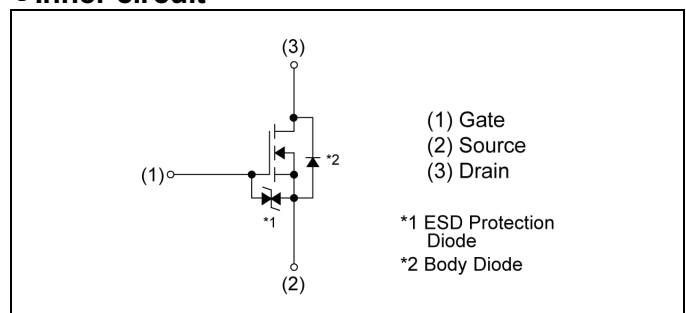 (3)
(1)
*2
*1
(2)
(1) Gate
(2) Source
(3) Drain
*1 ESD Protection
Diode
*2 Body Diode